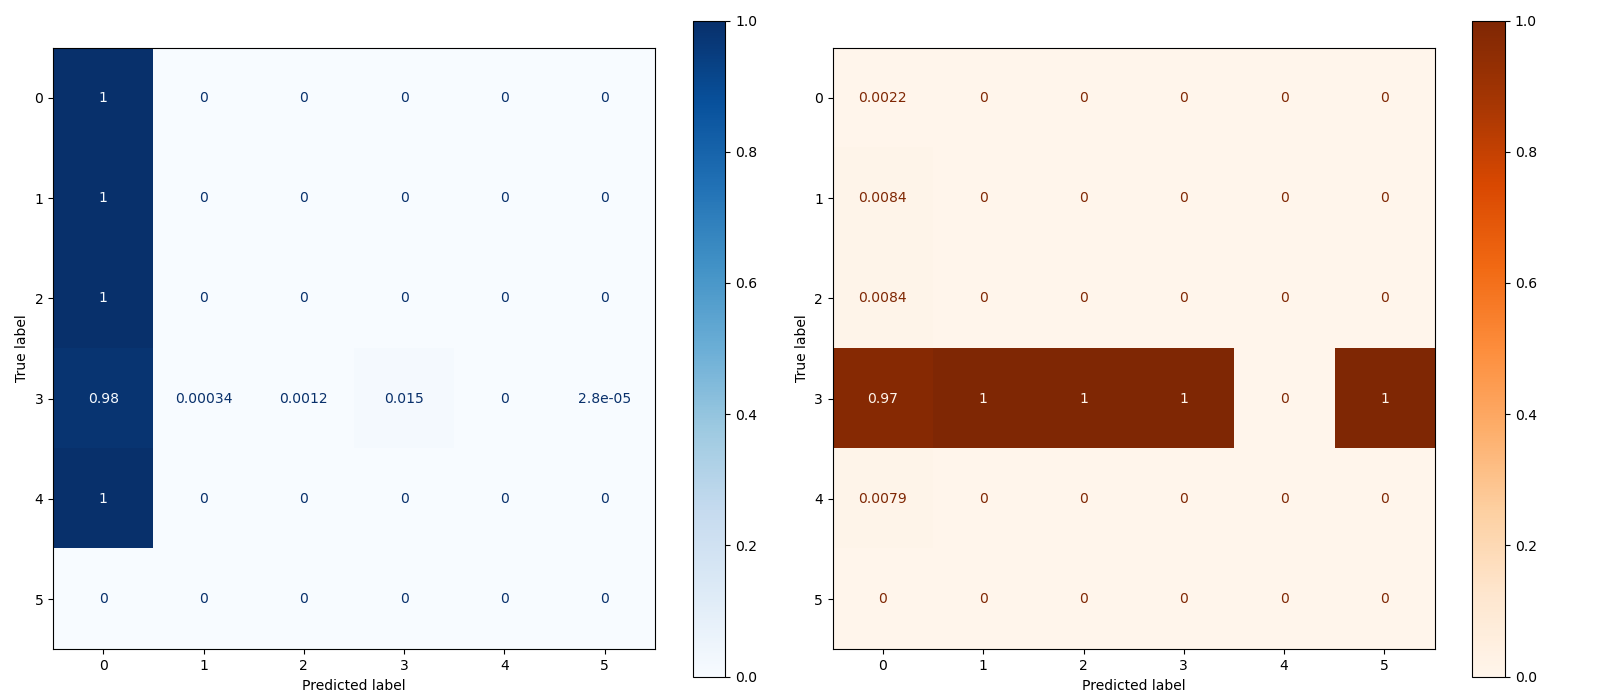 1.0
0 1 0 0 0 0 0
0.8
1 1 0 0 0 0 0
0.6
2 1 0 0 0 0 0
True label
3 0.98 0.00034 0.0012 0.015 0 2.8e-05
0.4
4 1 0 0 0 0 0
0.2
5 0 0 0 0 0 0
0.0
0 1 2 3 4 5
Predicted label
1.0
0 0.0022 0 0 0 0 0
0.8
1 0.0084 0 0 0 0 0
0.6
2 0.0084 0 0 0 0 0
True label
3 0.97 1 1 1 0 1
0.4
4 0.0079 0 0 0 0 0
0.2
5 0 0 0 0 0 0
0.0
0 1 2 3 4 5
Predicted label